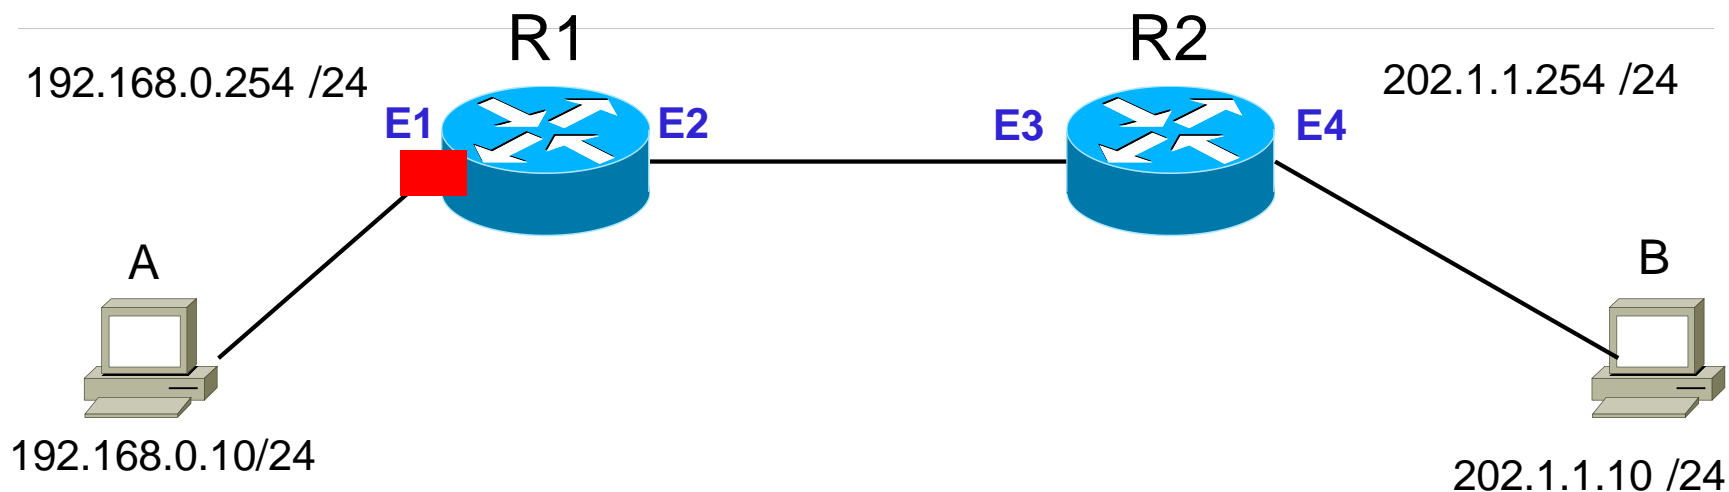 R1
R2
192.168.0.254 /24
202.1.1.254 /24
E1
E2
E3
E4
A
B
192.168.0.10/24
202.1.1.10 /24